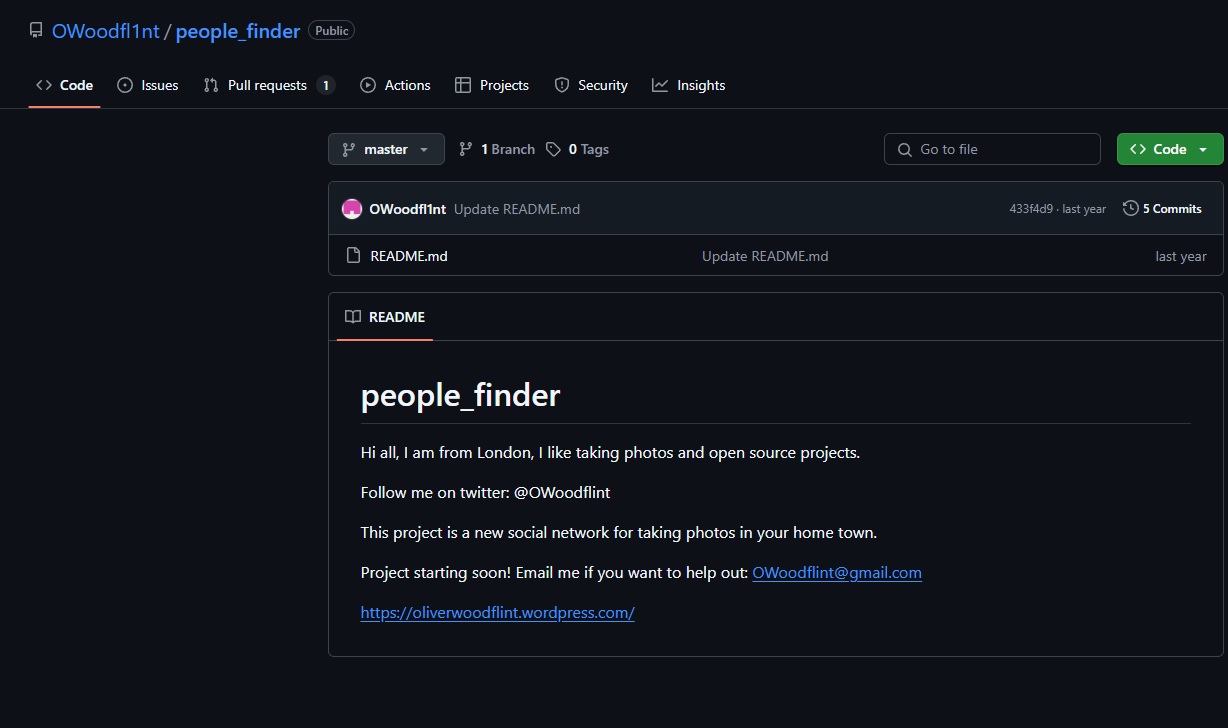 OWoodfl1nt / people_finder Public
Code Issues Pull requests 1 Actions Projects Security Insights
master 1 Branch 0 Tags Go to file Code
OWoodfl1nt Update README.md 433f4d9 · last year 5 Commits
README.md Update README.md last year
README
people_finder
Hi all, I am from London, I like taking photos and open source projects.
Follow me on twitter: @OWoodflint
This project is a new social network for taking photos in your home town.
Project starting soon! Email me if you want to help out: OWoodflint@gmail.com
https://oliverwoodflint.wordpress.com/